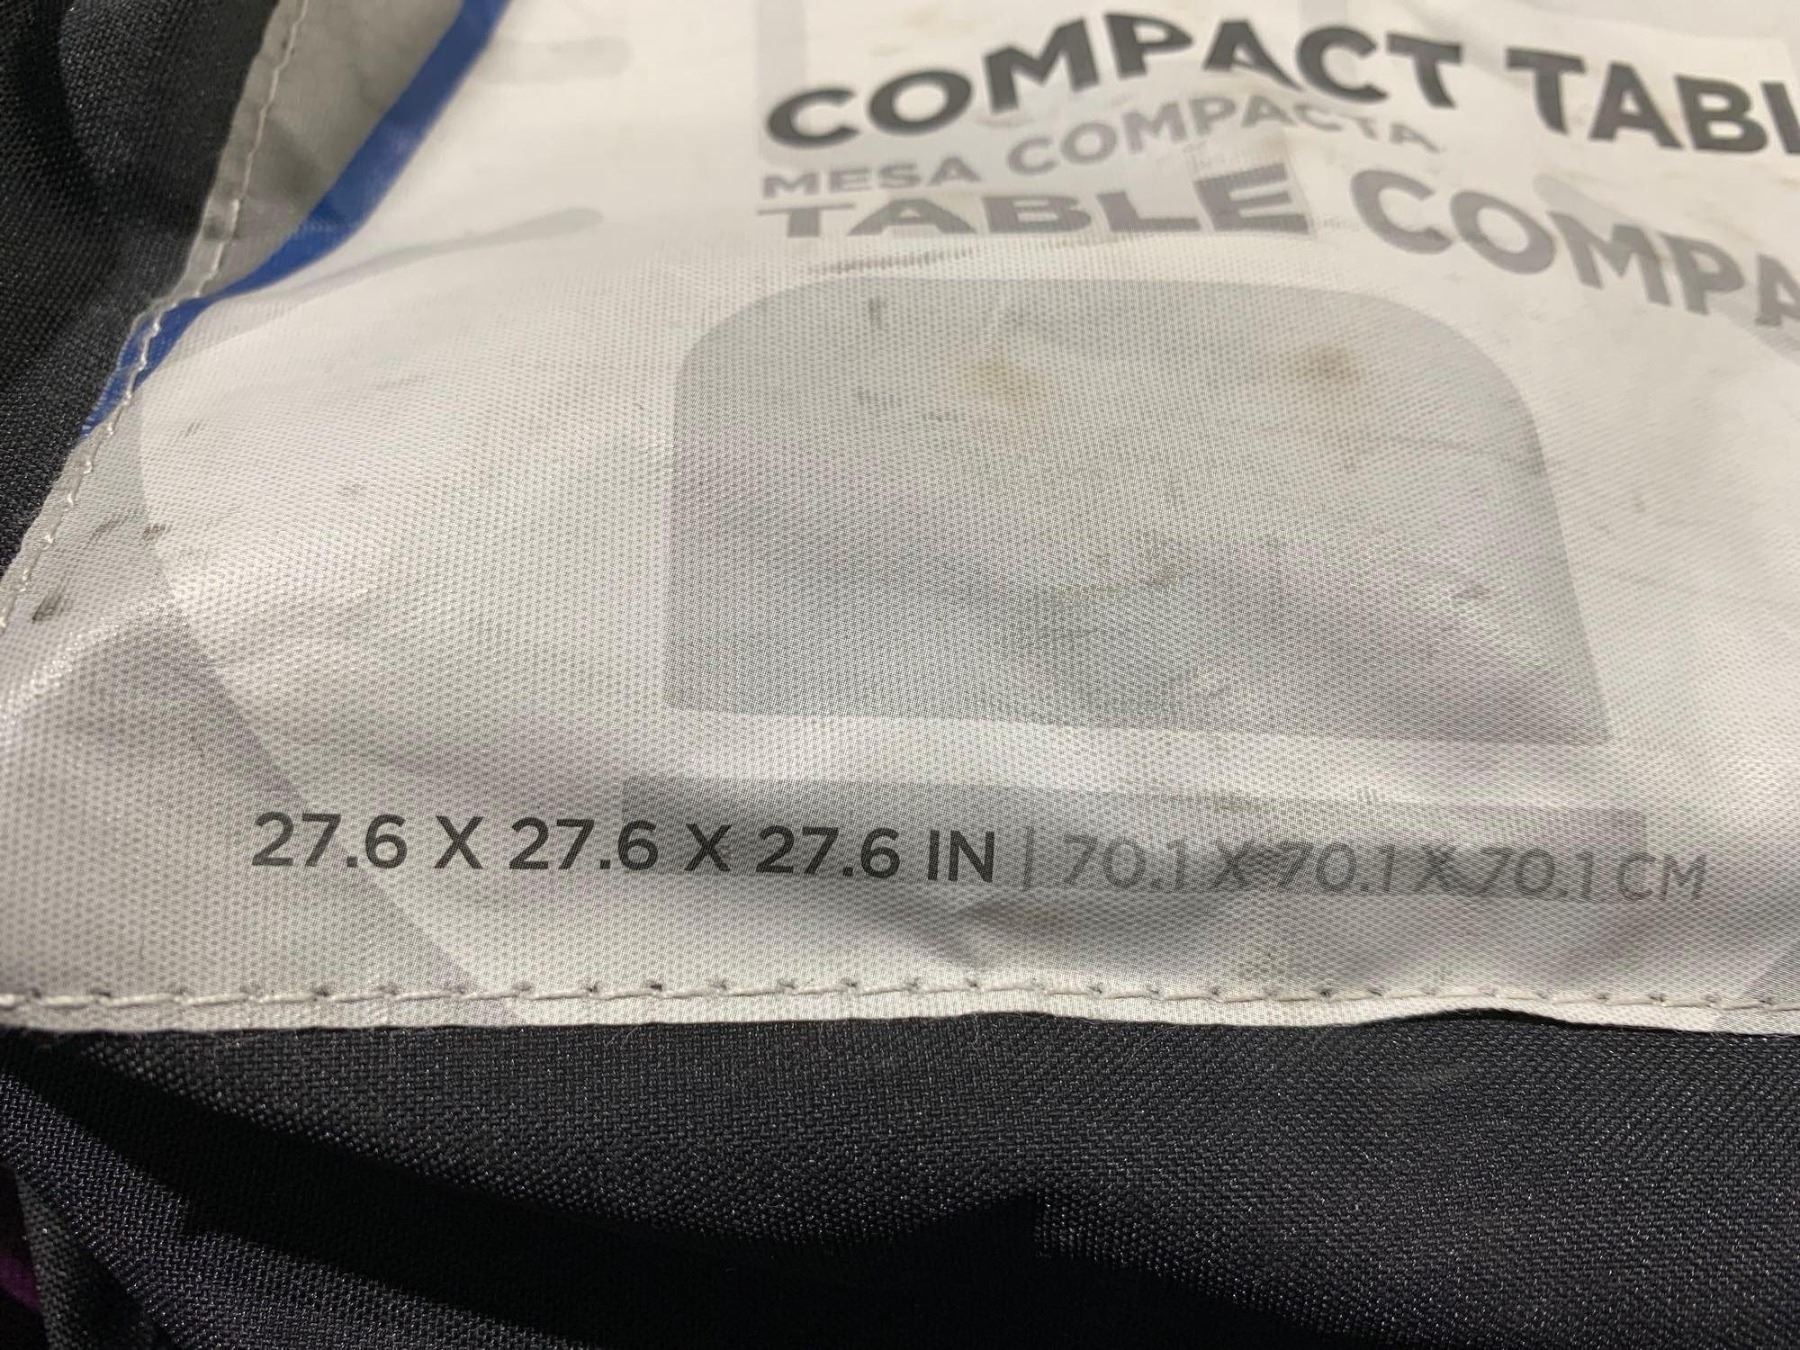 COMPACT TABL
MESA COMPACTA
TABLE COMPA
27.6 X 27.6 X 27.6 IN | 70.1 X 70.1 X 70.1 CM